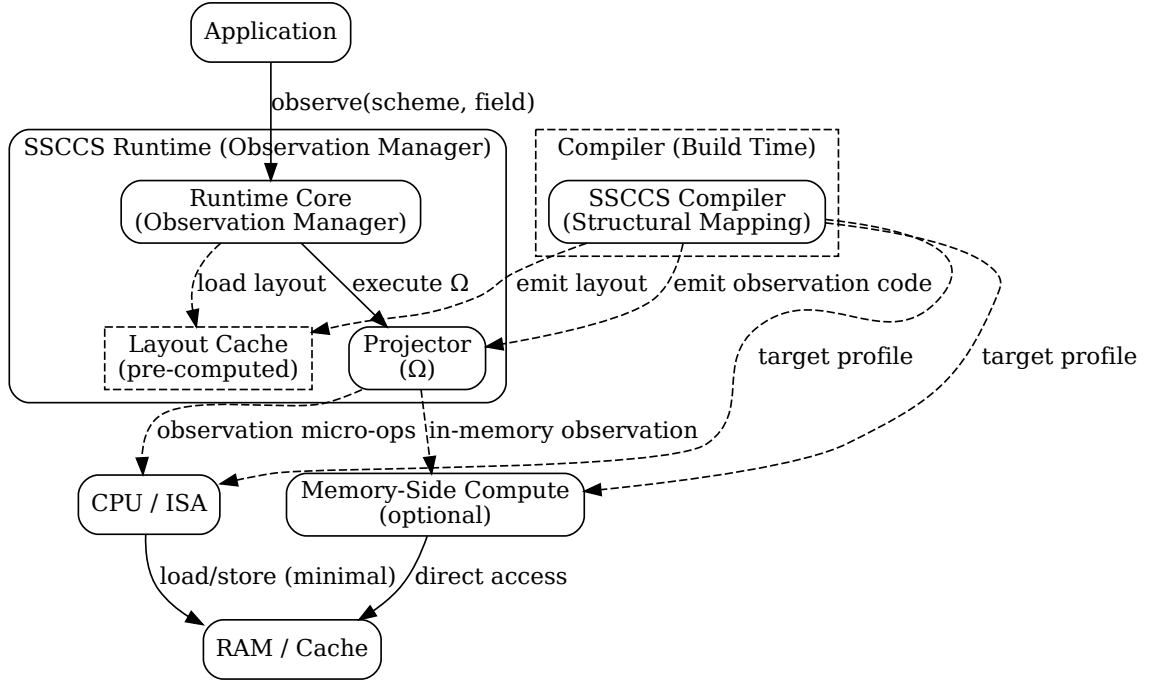 Application
observe(scheme, field)
SSCCS Runtime (Observation Manager)
Compiler (Build Time)
Runtime Core
(Observation Manager)
SSCCS Compiler
(Structural Mapping)
load layout
execute Ω
emit layout
emit observation code
Layout Cache
(pre-computed)
Projector
(Ω)
target profile
target profile
observation micro-ops
in-memory observation
CPU / ISA
Memory-Side Compute
(optional)
load/store (minimal)
direct access
RAM / Cache